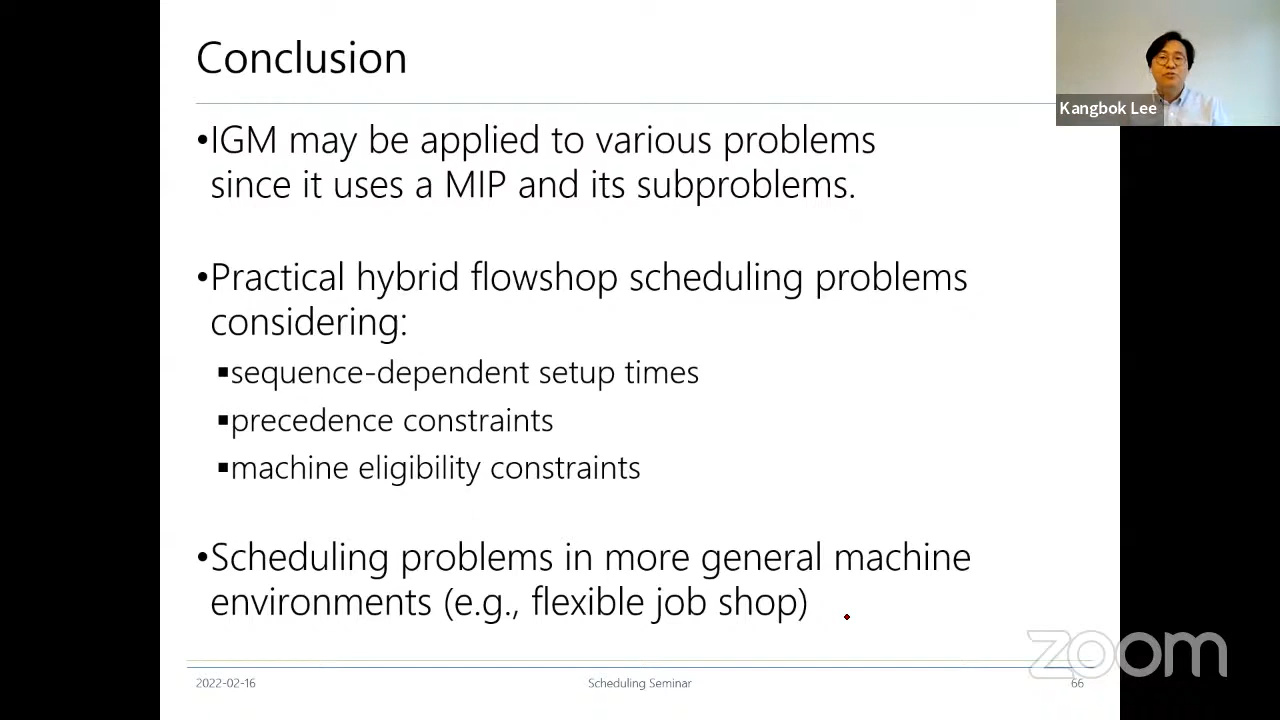 Conclusion
Kangbok Lee
•IGM may be applied to various problems
since it uses a MIP and its subproblems.
•Practical hybrid flowshop scheduling problems
considering:
▪sequence-dependent setup times
▪precedence constraints
▪machine eligibility constraints
•Scheduling problems in more general machine
environments (e.g., flexible job shop)
zoom
2022-02-16
Scheduling Seminar
66